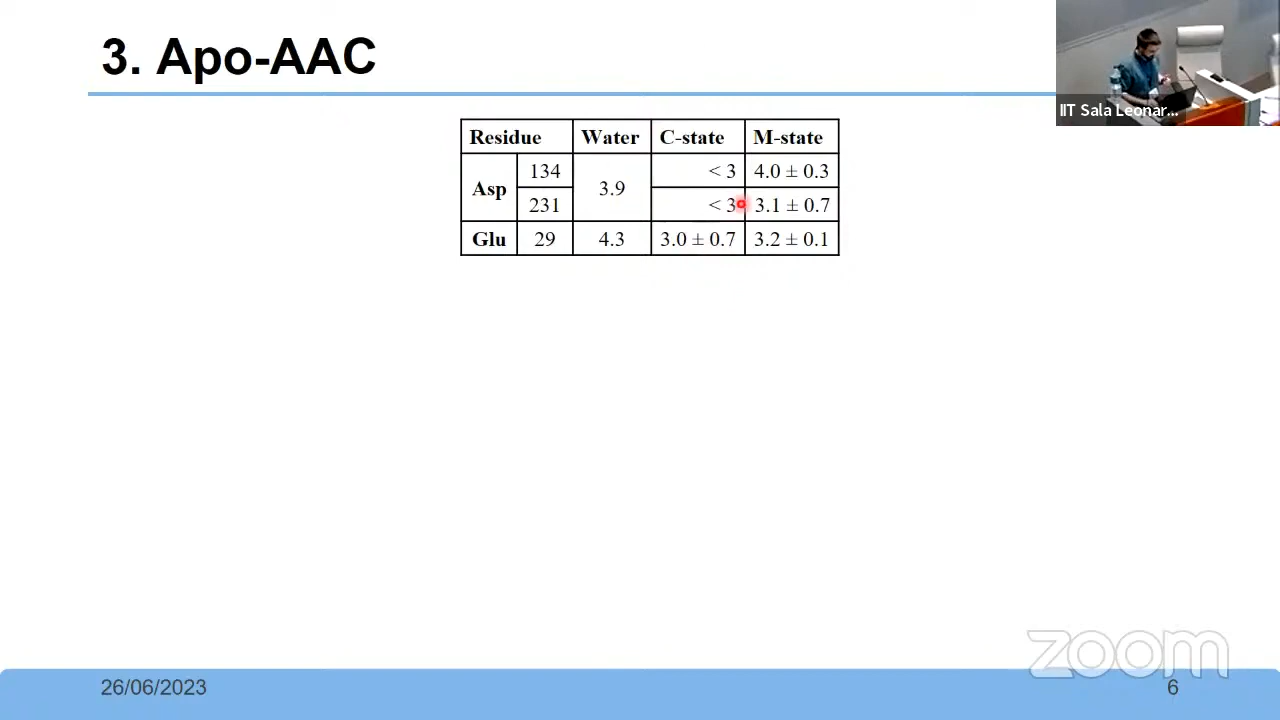 3. Apo-AAC
IIT Sala Leonar...
Residue Water C-state M-state
Asp 134 3.9 < 3 4.0 ± 0.3
231 < 3 3.1 ± 0.7
Glu 29 4.3 3.0 ± 0.7 3.2 ± 0.1
zoom
26/06/2023
6